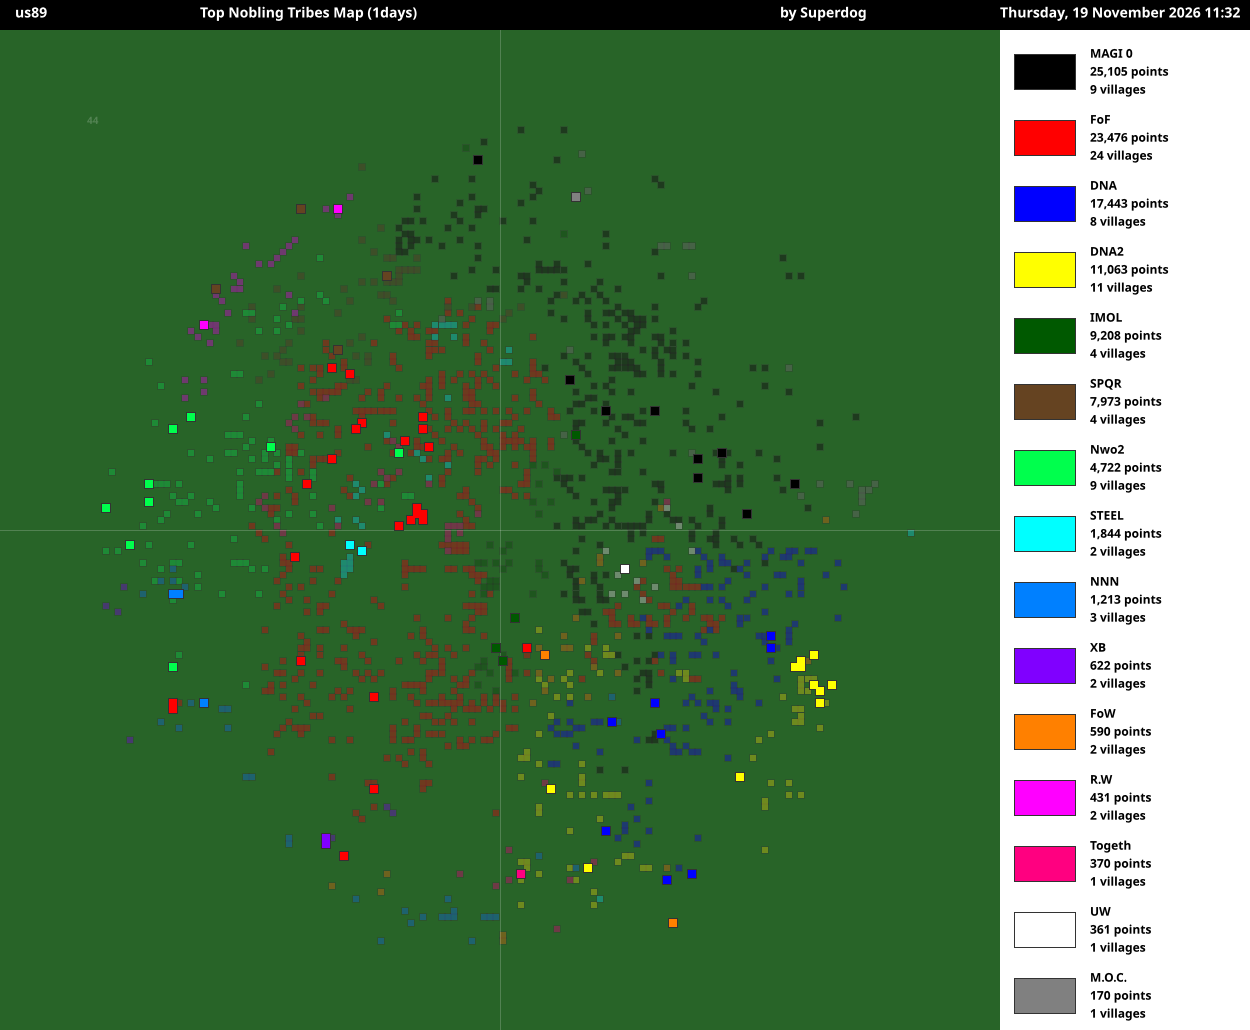 us89 Top Nobling Tribes Map (1days) by Superdog Thursday, 19 November 2026 11:32
44
MAGI 0
25,105 points
9 villages
FoF
23,476 points
24 villages
DNA
17,443 points
8 villages
DNA2
11,063 points
11 villages
IMOL
9,208 points
4 villages
SPQR
7,973 points
4 villages
Nwo2
4,722 points
9 villages
STEEL
1,844 points
2 villages
NNN
1,213 points
3 villages
XB
622 points
2 villages
FoW
590 points
2 villages
R.W
431 points
2 villages
Togeth
370 points
1 villages
UW
361 points
1 villages
M.O.C.
170 points
1 villages